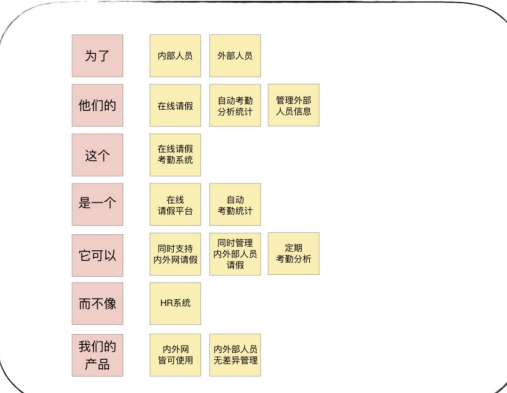 为了
内部人员
外部人员
他们的
在线请假
自动考勤
分析统计
管理外部
人员信息
这个
在线请假
考勤系统
是一个
在线
请假平台
自动
考勤统计
它可以
同时支持
内外网请假
同时管理
内外部人员
请假
定期
考勤分析
而不像
HR系统
我们的
产品
内外网
皆可使用
内外部人员
无差异管理